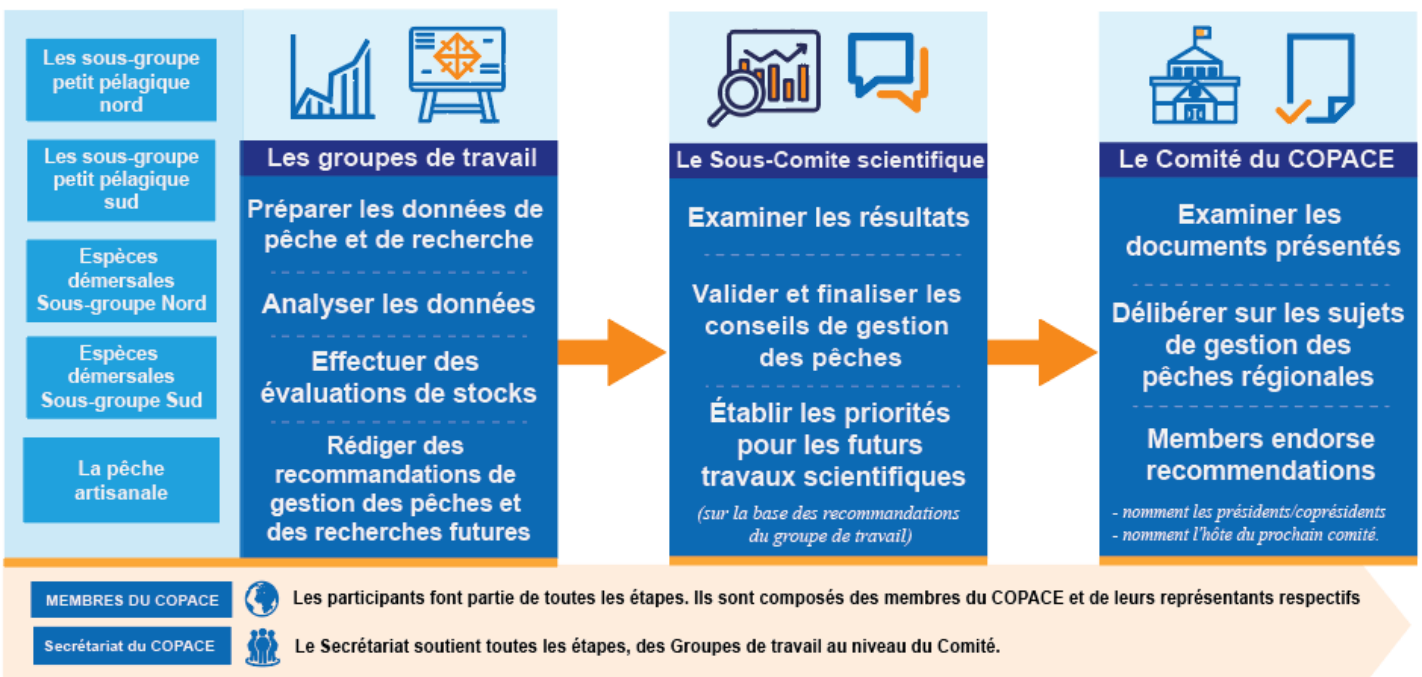 Les sous-groupe
petit pélagique
nord
Les sous-groupe
petit pélagique
sud
Espèces
démersales
Sous-groupe Nord
Espèces
démersales
Sous-groupe Sud
La pêche
artisanale
Les groupes de travail
Préparer les données de
pêche et de recherche
Analyser les données
Effectuer des
évaluations de stocks
Rédiger des
recommandations de
gestion des pêches et
des recherches futures
Le Sous-Comite scientifique
Examiner les résultats
Valider et finaliser les
conseils de gestion
des pêches
Établir les priorités
pour les futurs
travaux scientifiques
(sur la base des recommandations
du groupe de travail)
Le Comité du COPACE
Examiner les
documents présentés
Délibérer sur les sujets
de gestion des
pêches régionales
Members endorse
recommendations
- nomment les présidents/coprésidents
- nomment l'hôte du prochain comité.
MEMBRES DU COPACE
Les participants font partie de toutes les étapes. Ils sont composés des membres du COPACE et de leurs représentants respectifs
Secrétariat du COPACE
Le Secrétariat soutient toutes les étapes, des Groupes de travail au niveau du Comité.